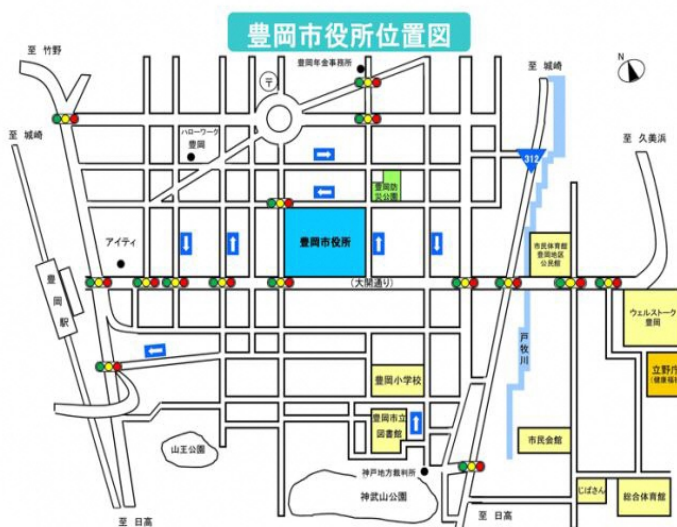 豊岡市役所位置図
至 竹野
豊岡年金事務所
〒
至 城崎
N
至 城崎
ハローワーク
豊岡
至 久美浜
312
豊岡防
災公園
アイティ
豊岡市役所
市民体育館
豊岡地区
公民館
(大開通り)
豊岡駅
ウェルストーク
豊岡
戸牧川
立野庁
(健康福祉
豊岡小学校
豊岡市立
図書館
市民会館
山王公園
神戸地方裁判所
神武山公園
じばさん
総合体育館
至 日高
至 日高